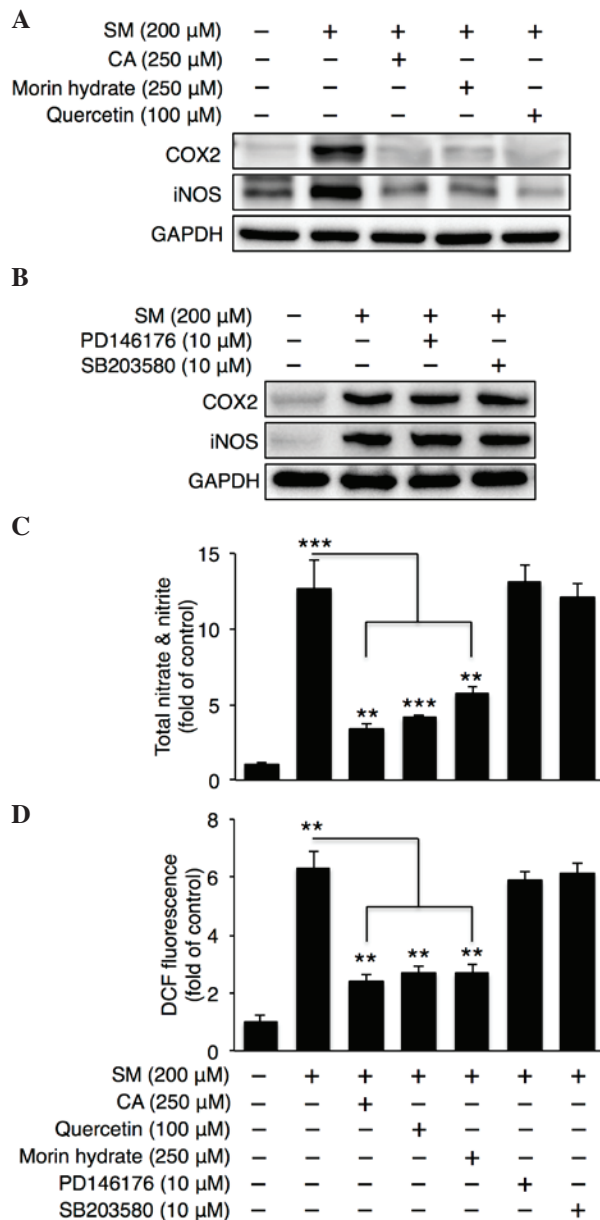 A
SM (200 μM) – + + + +
CA (250 μM) – – + – –
Morin hydrate (250 μM) – – – + –
Quercetin (100 μM) – – – – +
COX2
iNOS
GAPDH
B
SM (200 μM) – + + +
PD146176 (10 μM) – – + –
SB203580 (10 μM) – – – +
COX2
iNOS
GAPDH
C
Total nitrate & nitrite
(fold of control)
15
10
5
0
***
**
***
**
D
DCF fluorescence
(fold of control)
8
6
4
2
0
**
**
**
**
SM (200 μM) – + + + + + +
CA (250 μM) – – + – – – –
Quercetin (100 μM) – – – + – – –
Morin hydrate (250 μM) – – – – + – –
PD146176 (10 μM) – – – – – + –
SB203580 (10 μM) – – – – – – +